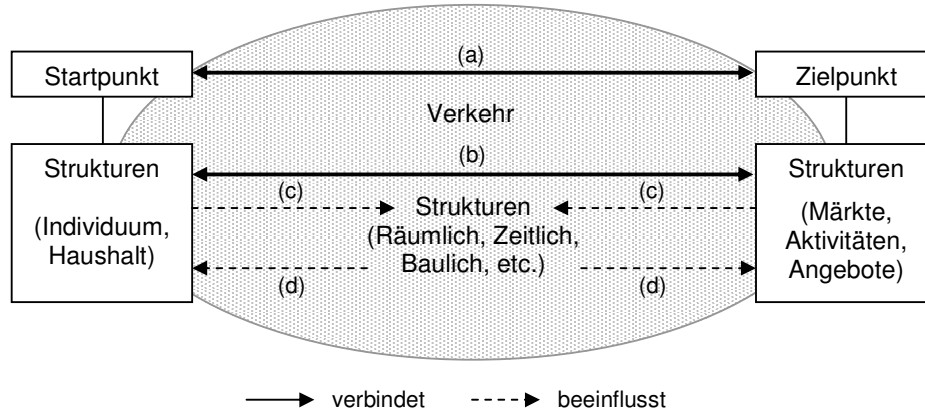 (a)
Startpunkt
Zielpunkt
Verkehr
(b)
Strukturen
(Individuum,
Haushalt)
(c)
(c)
Strukturen
(Räumlich, Zeitlich,
Baulich, etc.)
(d)
(d)
Strukturen
(Märkte,
Aktivitäten,
Angebote)
verbindet
beeinflusst